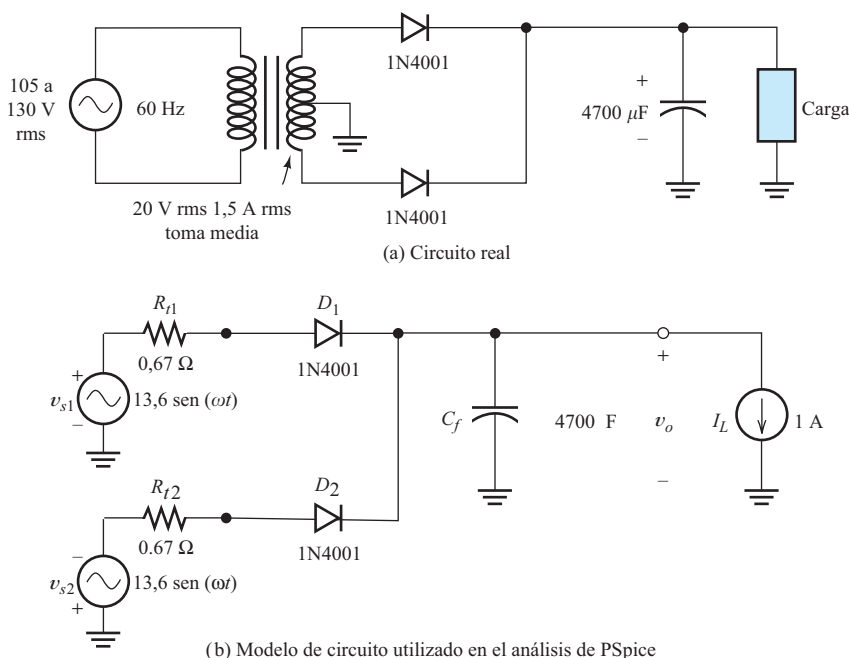 1N4001
105 a
130 V
rms
60 Hz
+
4700 μF
−
Carga
20 V rms 1,5 A rms
toma media
1N4001
(a) Circuito real
Rt1
D1
0,67 Ω
1N4001
+
vs1
−
13,6 sen (ωt)
Cf
4700 F
+
vo
−
IL
1 A
Rt2
D2
0.67 Ω
1N4001
−
vs2
+
13,6 sen (ωt)
(b) Modelo de circuito utilizado en el análisis de PSpice